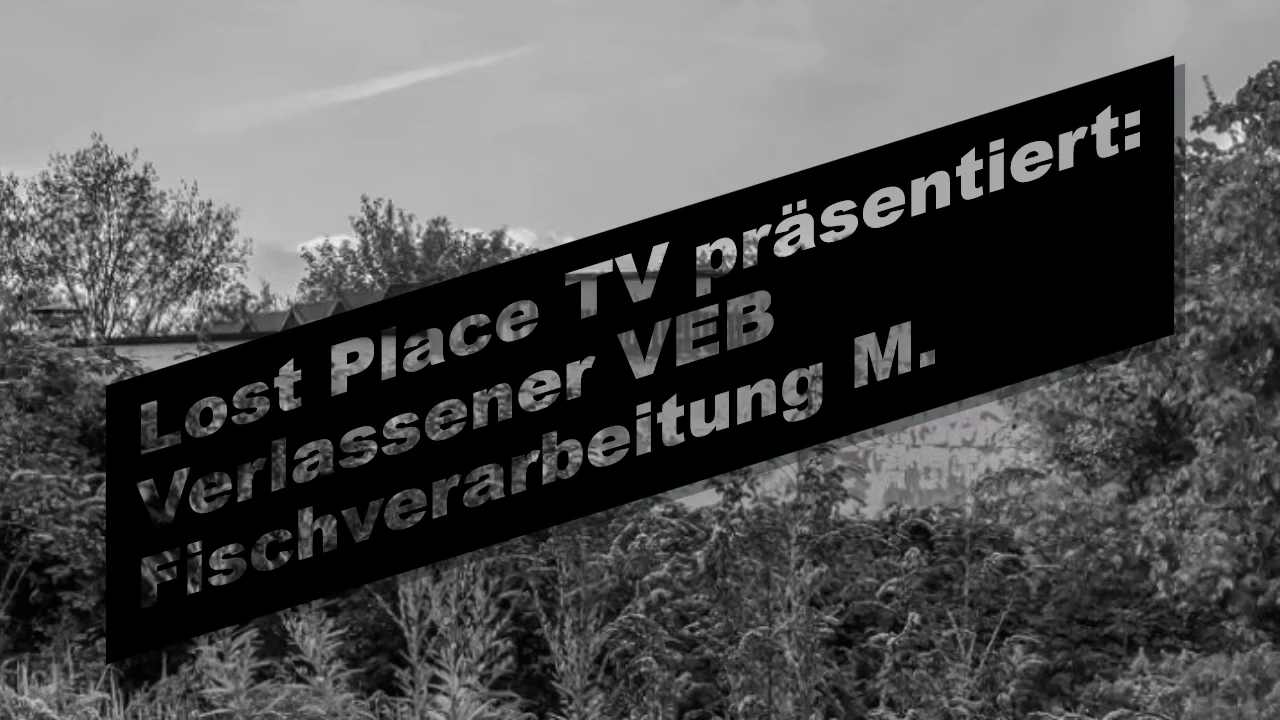 Lost Place TV präsentiert:
Verlassener VEB
Fischverarbeitung M.